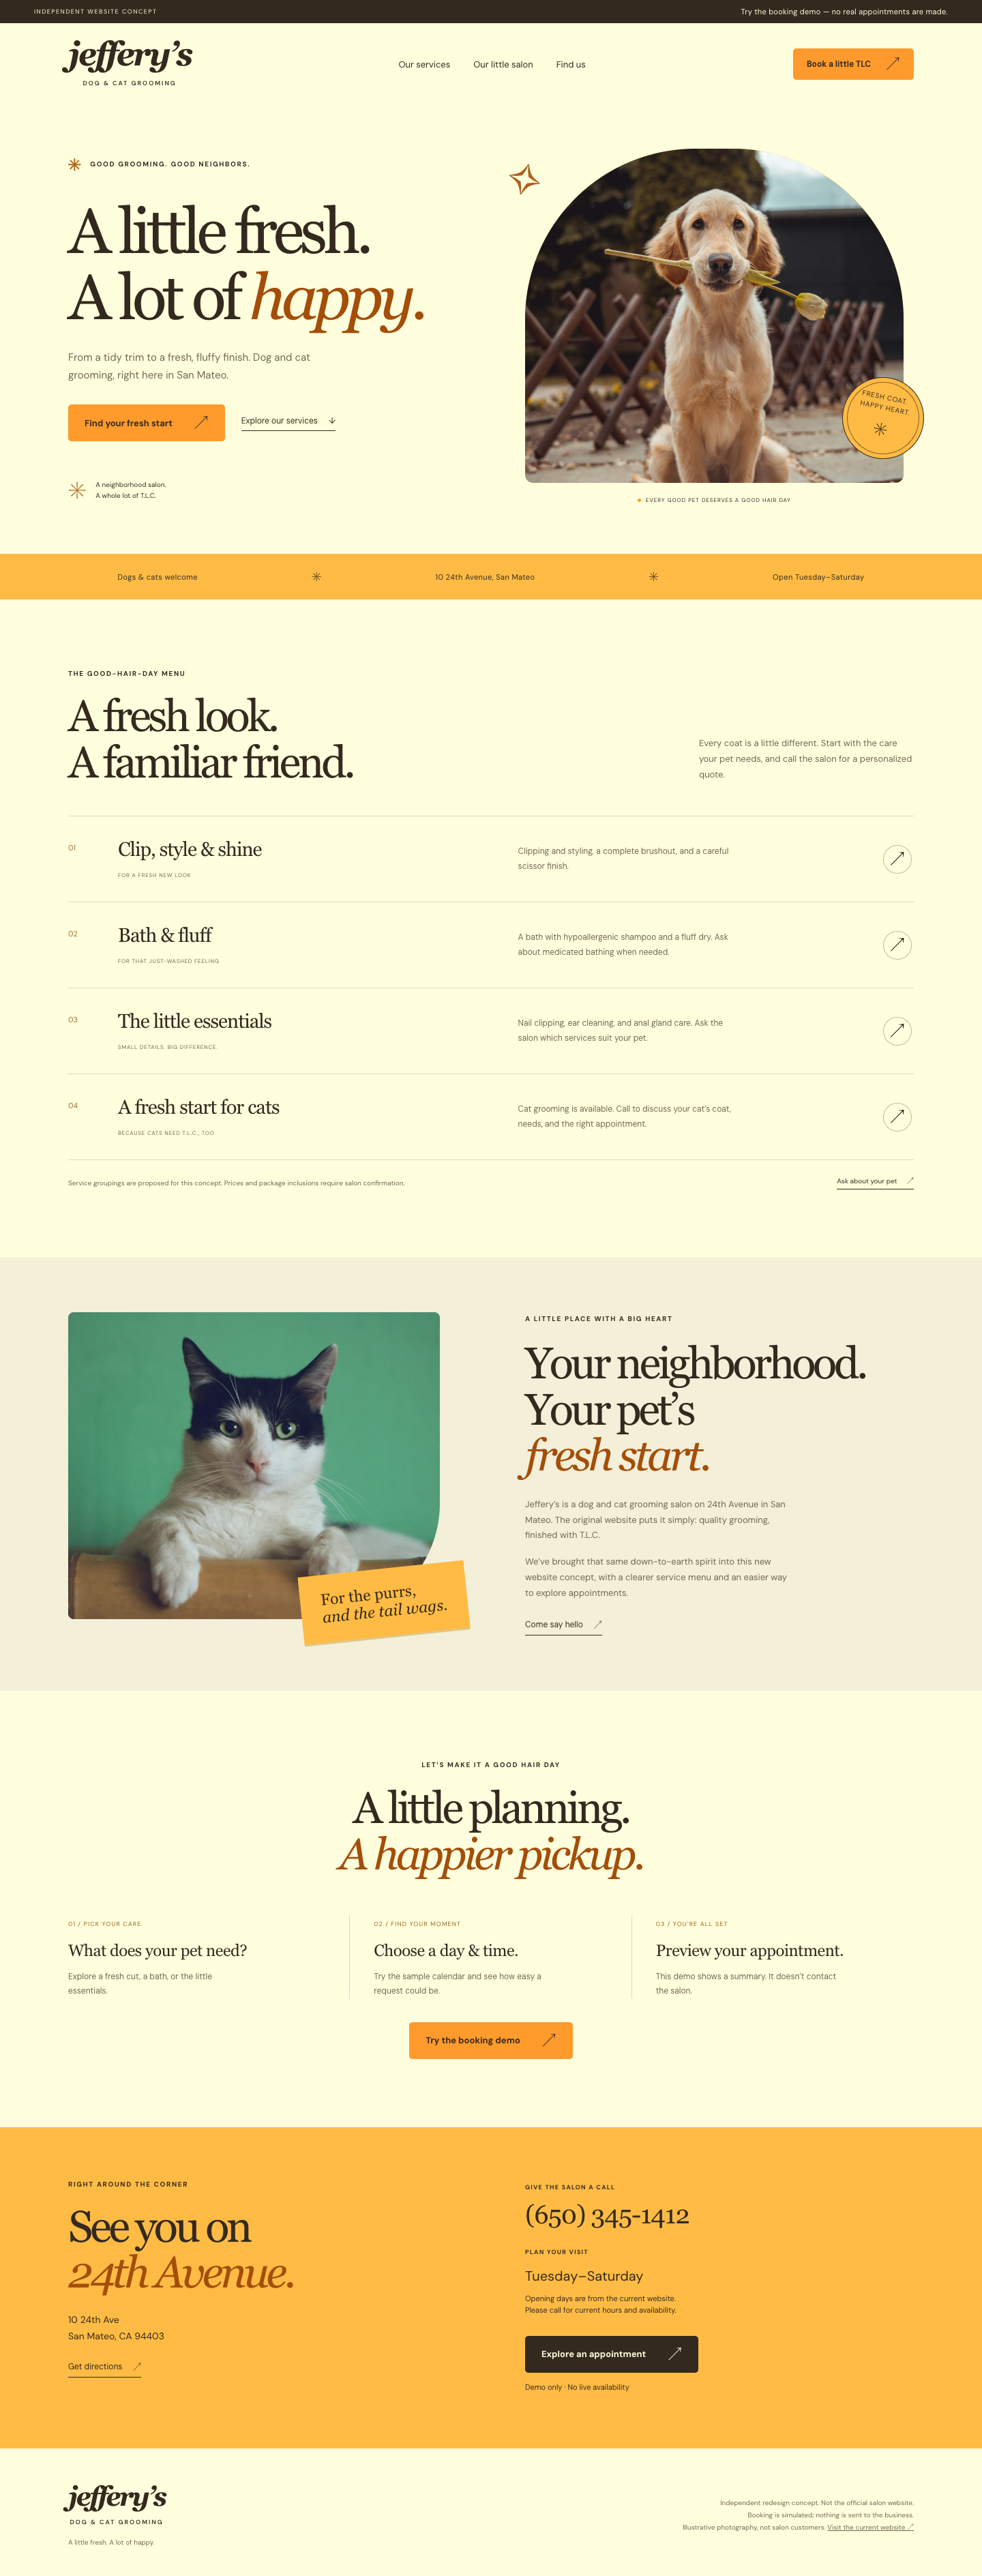 INDEPENDENT WEBSITE CONCEPT
Try the booking demo — no real appointments are made.
jeffery’s
DOG & CAT GROOMING
Our services
Our little salon
Find us
Book a little TLC
GOOD GROOMING. GOOD NEIGHBORS.
A little fresh.
A lot of happy.
From a tidy trim to a fresh, fluffy finish. Dog and cat
grooming, right here in San Mateo.
Find your fresh start
Explore our services
A neighborhood salon.
A whole lot of T.L.C.
FRESH COAT.
HAPPY HEART.
EVERY GOOD PET DESERVES A GOOD HAIR DAY
Dogs & cats welcome
10 24th Avenue, San Mateo
Open Tuesday–Saturday
THE GOOD-HAIR-DAY MENU
A fresh look.
A familiar friend.
Every coat is a little different. Start with the care
your pet needs, and call the salon for a personalized
quote.
01
Clip, style & shine
FOR A FRESH NEW LOOK
Clipping and styling, a complete brushout, and a careful
scissor finish.
02
Bath & fluff
FOR THAT JUST-WASHED FEELING
A bath with hypoallergenic shampoo and a fluff dry. Ask
about medicated bathing when needed.
03
The little essentials
SMALL DETAILS. BIG DIFFERENCE.
Nail clipping, ear cleaning, and anal gland care. Ask the
salon which services suit your pet.
04
A fresh start for cats
BECAUSE CATS NEED T.L.C., TOO
Cat grooming is available. Call to discuss your cat’s coat,
needs, and the right appointment.
Service groupings are proposed for this concept. Prices and package inclusions require salon confirmation.
Ask about your pet
A LITTLE PLACE WITH A BIG HEART
Your neighborhood.
Your pet’s
fresh start.
Jeffery’s is a dog and cat grooming salon on 24th Avenue in San
Mateo. The original website puts it simply: quality grooming,
finished with T.L.C.
We’ve brought that same down-to-earth spirit into this new
website concept, with a clearer service menu and an easier way
to explore appointments.
Come say hello
For the purrs,
and the tail wags.
LET’S MAKE IT A GOOD HAIR DAY
A little planning.
A happier pickup.
01 / PICK YOUR CARE
What does your pet need?
Explore a fresh cut, a bath, or the little
essentials.
02 / FIND YOUR MOMENT
Choose a day & time.
Try the sample calendar and see how easy a
request could be.
03 / YOU’RE ALL SET
Preview your appointment.
This demo shows a summary. It doesn’t contact
the salon.
Try the booking demo
RIGHT AROUND THE CORNER
See you on
24th Avenue.
10 24th Ave
San Mateo, CA 94403
Get directions
GIVE THE SALON A CALL
(650) 345-1412
PLAN YOUR VISIT
Tuesday–Saturday
Opening days are from the current website.
Please call for current hours and availability.
Explore an appointment
Demo only · No live availability
jeffery’s
DOG & CAT GROOMING
A little fresh. A lot of happy.
Independent redesign concept. Not the official salon website.
Booking is simulated; nothing is sent to the business.
Illustrative photography, not salon customers. Visit the current website